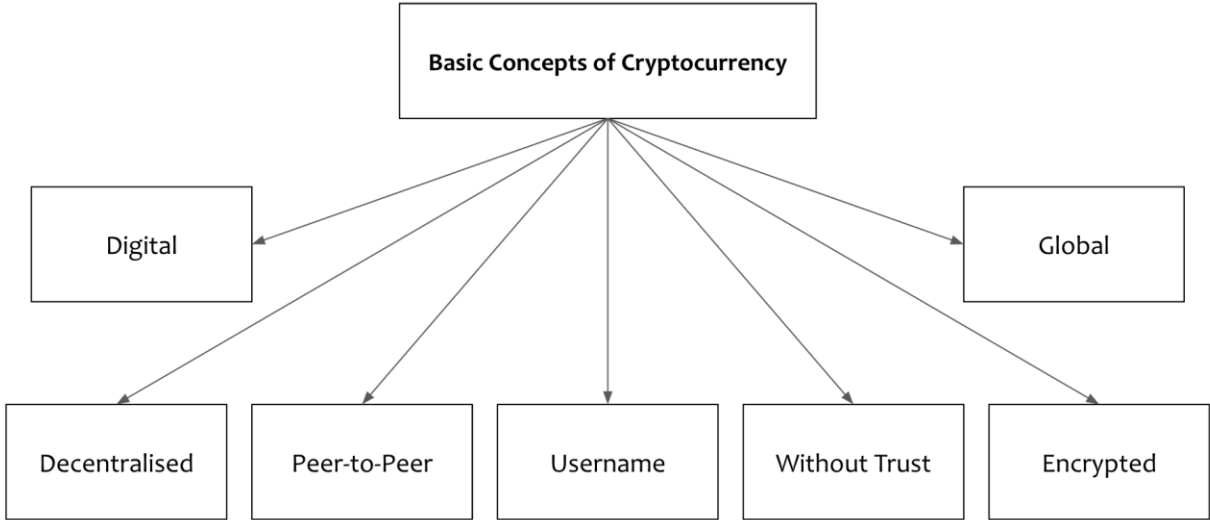 Basic Concepts of Cryptocurrency
Digital
Global
Decentralised
Peer-to-Peer
Username
Without Trust
Encrypted